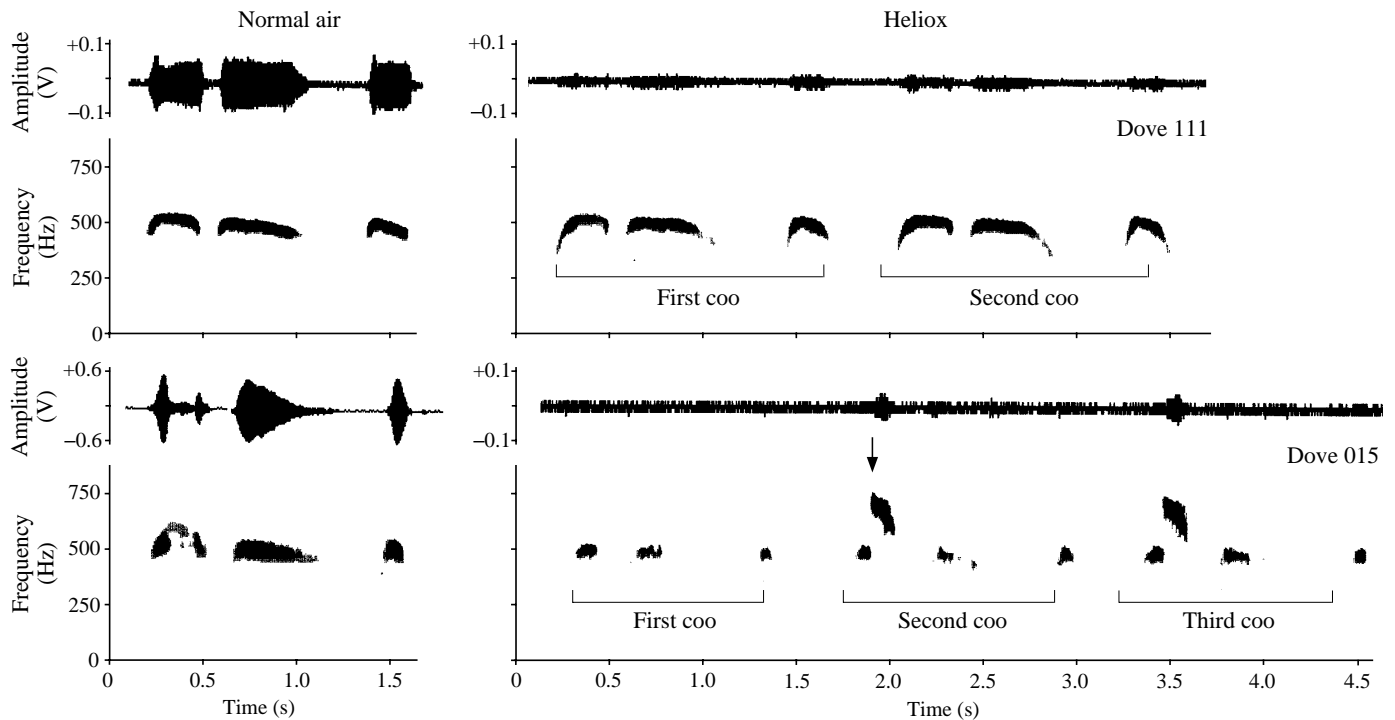 Normal air
Heliox
Amplitude
(V)
+0.1
–0.1
+0.1
–0.1
Dove 111
Frequency
(Hz)
750
500
250
0
First coo
Second coo
Amplitude
(V)
+0.6
–0.6
+0.1
–0.1
Dove 015
Frequency
(Hz)
750
500
250
0
First coo
Second coo
Third coo
0 0.5 1.0 1.5
0 0.5 1.0 1.5 2.0 2.5 3.0 3.5 4.0 4.5
Time (s)
Time (s)